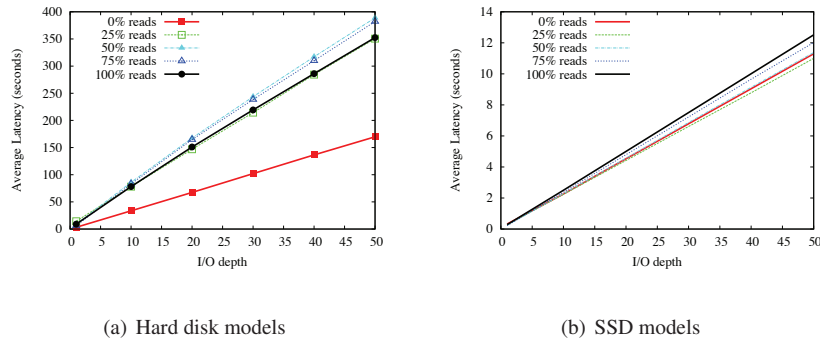 0% reads
25% reads
50% reads
75% reads
100% reads
400
350
300
250
200
150
100
50
0
Average Latency (seconds)
0 5 10 15 20 25 30 35 40 45 50
I/O depth
(a) Hard disk models
0% reads
25% reads
50% reads
75% reads
100% reads
14
12
10
8
6
4
2
0
Average Latency (seconds)
0 5 10 15 20 25 30 35 40 45 50
I/O depth
(b) SSD models